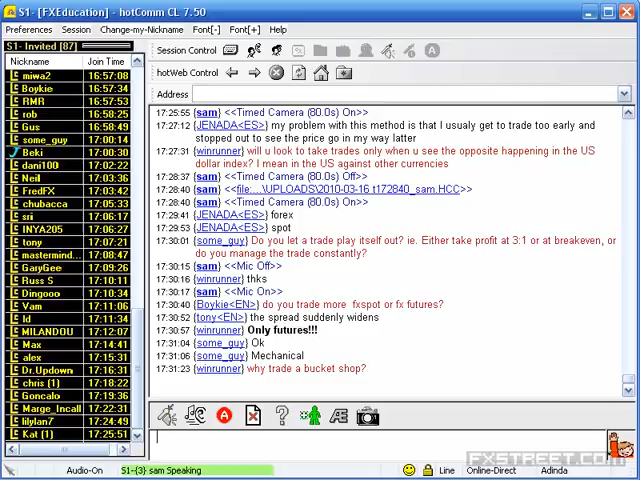 S1- [FXEducation] - hotComm CL 7.50
Preferences Session Change-my-Nickname Font[-] Font[+] Help
S1- Invited [87]
Nickname Join Time
miwa2 16:57:08
Boykie 16:57:34
RMR 16:57:53
rob 16:58:25
Gus 16:58:49
some_guy 17:00:14
Beki 17:00:30
dani100 17:02:22
Neil 17:03:36
FredFX 17:03:42
chubacca 17:05:33
sri 17:06:17
INYA205 17:06:27
tony 17:07:21
mastermind... 17:08:47
GaryGee 17:09:26
Russ S 17:10:11
Dingooo 17:10:34
Vam 17:11:06
Id 17:11:34
MILANDOU 17:12:07
Max 17:14:41
alex 17:15:31
Dr.Updown 17:16:31
chris (1) 17:18:22
Goncalo 17:19:36
Marge_Incall 17:22:31
lilylan7 17:24:49
Kat (1) 17:25:51
Session Control
hotWeb Control
Address
17:25:55 {sam} <<Timed Camera (80.0s) On>>
17:27:12 {JENADA<ES>} my problem with this method is that I usualy get to trade too early and
stopped out to see the price go in my way latter
17:27:31 {winrunner} will u look to take trades only when u see the opposite happening in the US
dollar index? I mean in the US against other currencies
17:28:37 {sam} <<Timed Camera (80.0s) Off>>
17:28:40 {sam} <<file:...\UPLOADS\2010-03-16 t172840_sam.HCC>>
17:28:40 {sam} <<Timed Camera (80.0s) On>>
17:29:41 {JENADA<ES>} forex
17:29:53 {JENADA<ES>} spot
17:30:01 {some_guy} Do you let a trade play itself out? ie. Either take profit at 3:1 or at breakeven, or
do you manage the trade constantly?
17:30:15 {sam} <<Mic Off>>
17:30:16 {winrunner} thks
17:30:17 {sam} <<Mic On>>
17:30:40 {Boykie<EN>} do you trade more fxspot or fx futures?
17:30:52 {tony<EN>} the spread suddenly widens
17:30:57 {winrunner} Only futures!!!
17:31:04 {some_guy} Ok
17:31:06 {some_guy} Mechanical
17:31:23 {winrunner} why trade a bucket shop?
FXSTREET.COM
Audio-On S1-{3} sam Speaking Line Online-Direct Adinda